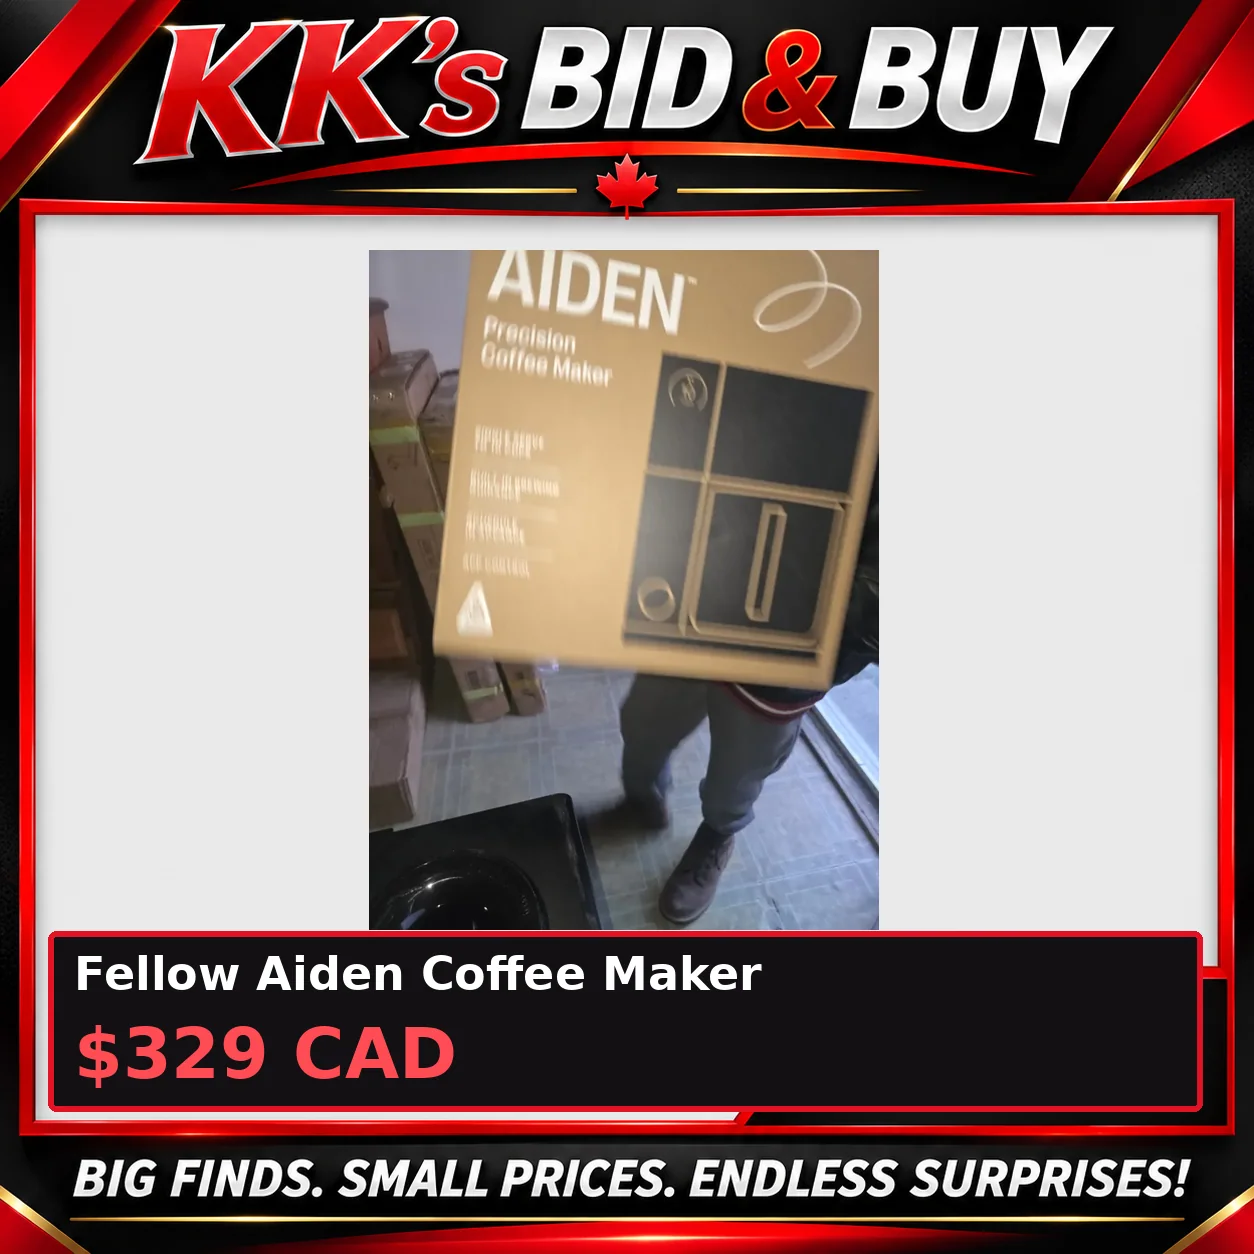 KK's BID & BUY
AIDEN™
Precision
Coffee Maker
Fellow Aiden Coffee Maker
$329 CAD
BIG FINDS. SMALL PRICES. ENDLESS SURPRISES!